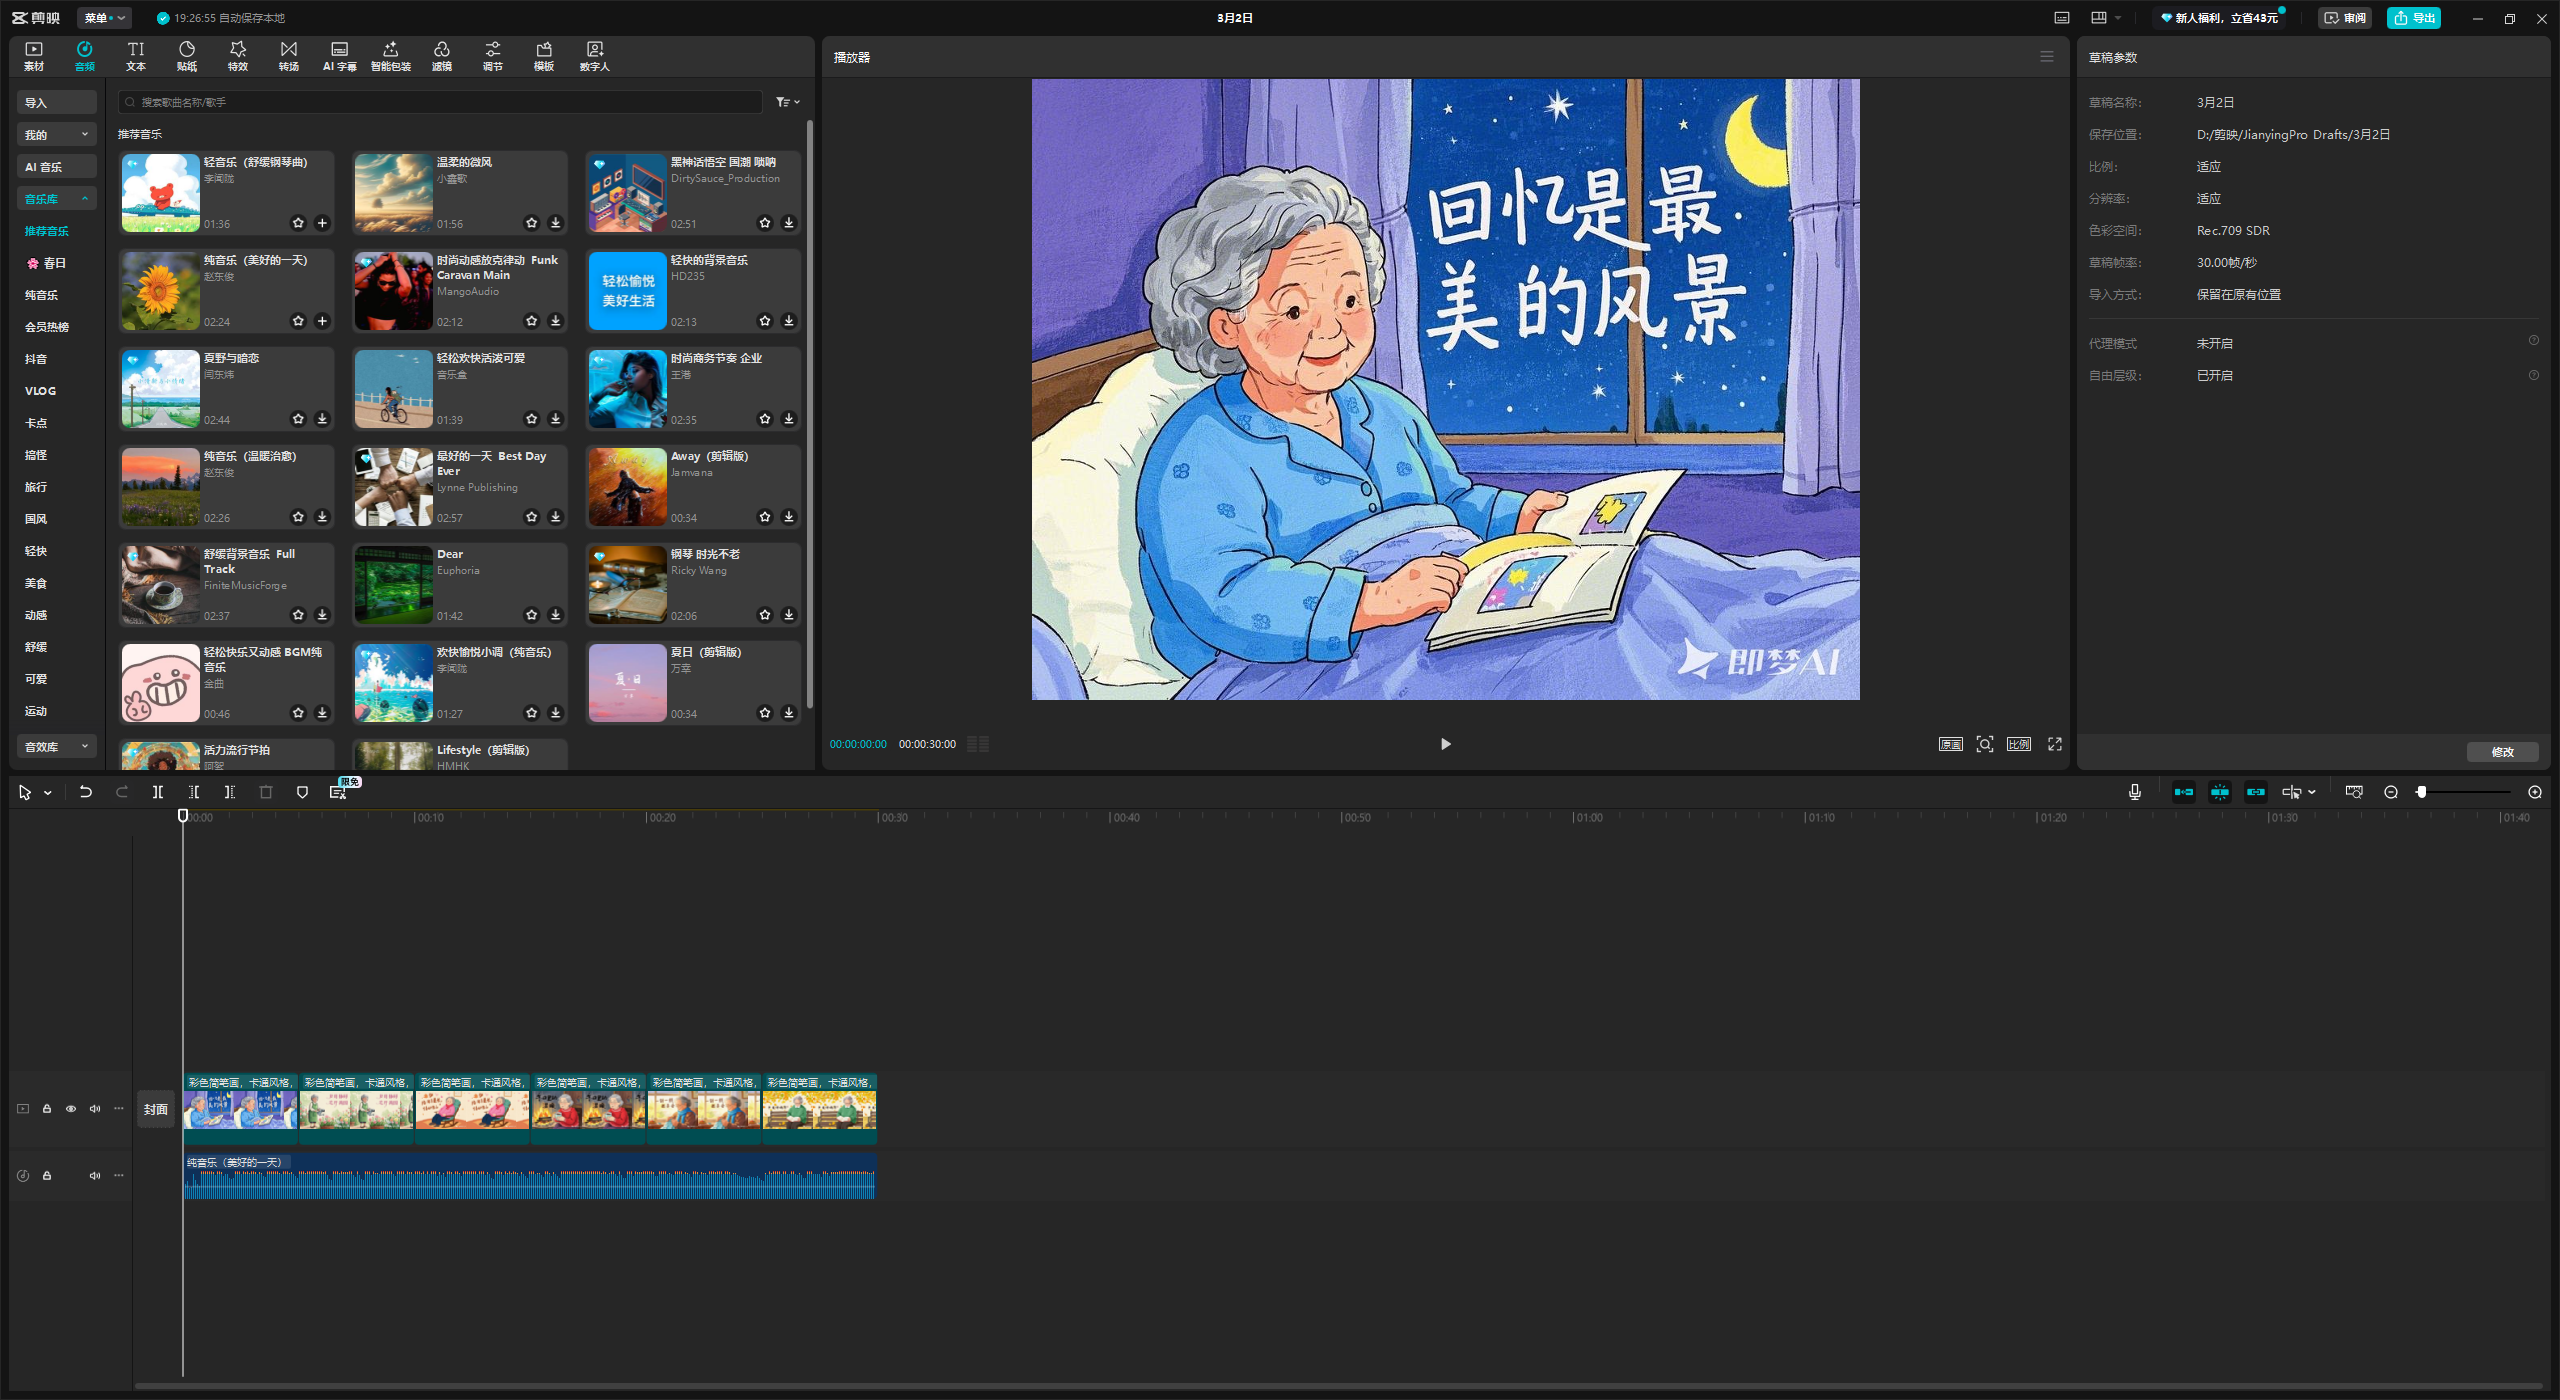 剪映
菜单
19:26:55 自动保存本地
3月2日
新人福利，立省43元
审阅
导出
素材
音频
文本
贴纸
特效
转场
AI 字幕
智能包装
滤镜
调节
模板
数字人
导入
我的
AI 音乐
音乐库
推荐音乐
春日
纯音乐
会员热榜
抖音
VLOG
卡点
搞怪
旅行
国风
轻快
美食
动感
舒缓
可爱
运动
音效库
搜索歌曲名称/歌手
推荐音乐
轻音乐（舒缓钢琴曲）
李闻陇
01:36
温柔的微风
小鑫歌
01:56
黑神话悟空 国潮 唢呐
DirtySauce_Production
02:51
纯音乐（美好的一天）
赵东俊
02:24
时尚动感放克律动 Funk
Caravan Main
MangoAudio
02:12
轻松愉悦
美好生活
轻快的背景音乐
HD235
02:13
夏野与暗恋
闫东炜
02:44
轻松欢快活泼可爱
音乐盒
01:39
时尚商务节奏 企业
王港
02:35
纯音乐（温暖治愈）
赵东俊
02:26
最好的一天 Best Day
Ever
Lynne Publishing
02:57
Away（剪辑版）
Jamvana
00:34
舒缓背景音乐 Full
Track
FiniteMusicForge
02:37
Dear
Euphoria
01:42
钢琴 时光不老
Ricky Wang
02:06
轻松快乐又动感 BGM纯
音乐
金曲
00:46
欢快愉悦小调（纯音乐）
李闻陇
01:27
夏·日
夏日（剪辑版）
万幸
00:34
活力流行节拍
Lifestyle（剪辑版）
HMHK
播放器
回忆是最
美的风景
即梦AI
00:00:00:00
00:00:30:00
原画
比例
草稿参数
草稿名称：
3月2日
保存位置：
D:/剪映/JianyingPro Drafts/3月2日
比例：
适应
分辨率：
适应
色彩空间：
Rec.709 SDR
草稿帧率：
30.00帧/秒
导入方式：
保留在原有位置
代理模式
未开启
自由层级：
已开启
修改
限免
00:00
00:10
00:20
00:30
00:40
00:50
01:00
01:10
01:20
01:30
01:40
封面
彩色简笔画，卡通风格，
彩色简笔画，卡通风格，
彩色简笔画，卡通风格，
彩色简笔画，卡通风格，
彩色简笔画，卡通风格，
彩色简笔画，卡通风格，
纯音乐（美好的一天）